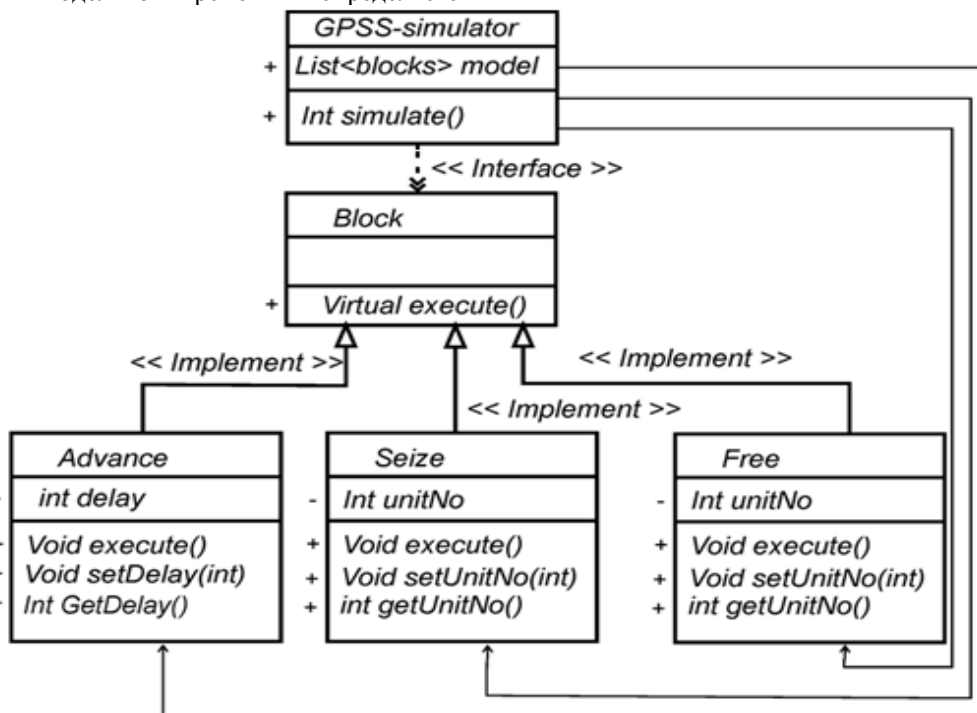 GPSS-simulator
+ List<blocks> model
+ Int simulate()
<< Interface >>
Block
+ Virtual execute()
<< Implement >>
<< Implement >>
<< Implement >>
Advance
int delay
Void execute()
Void setDelay(int)
Int GetDelay()
Seize
- Int unitNo
+ Void execute()
+ Void setUnitNo(int)
+ int getUnitNo()
Free
- Int unitNo
+ Void execute()
+ Void setUnitNo(int)
+ int getUnitNo()